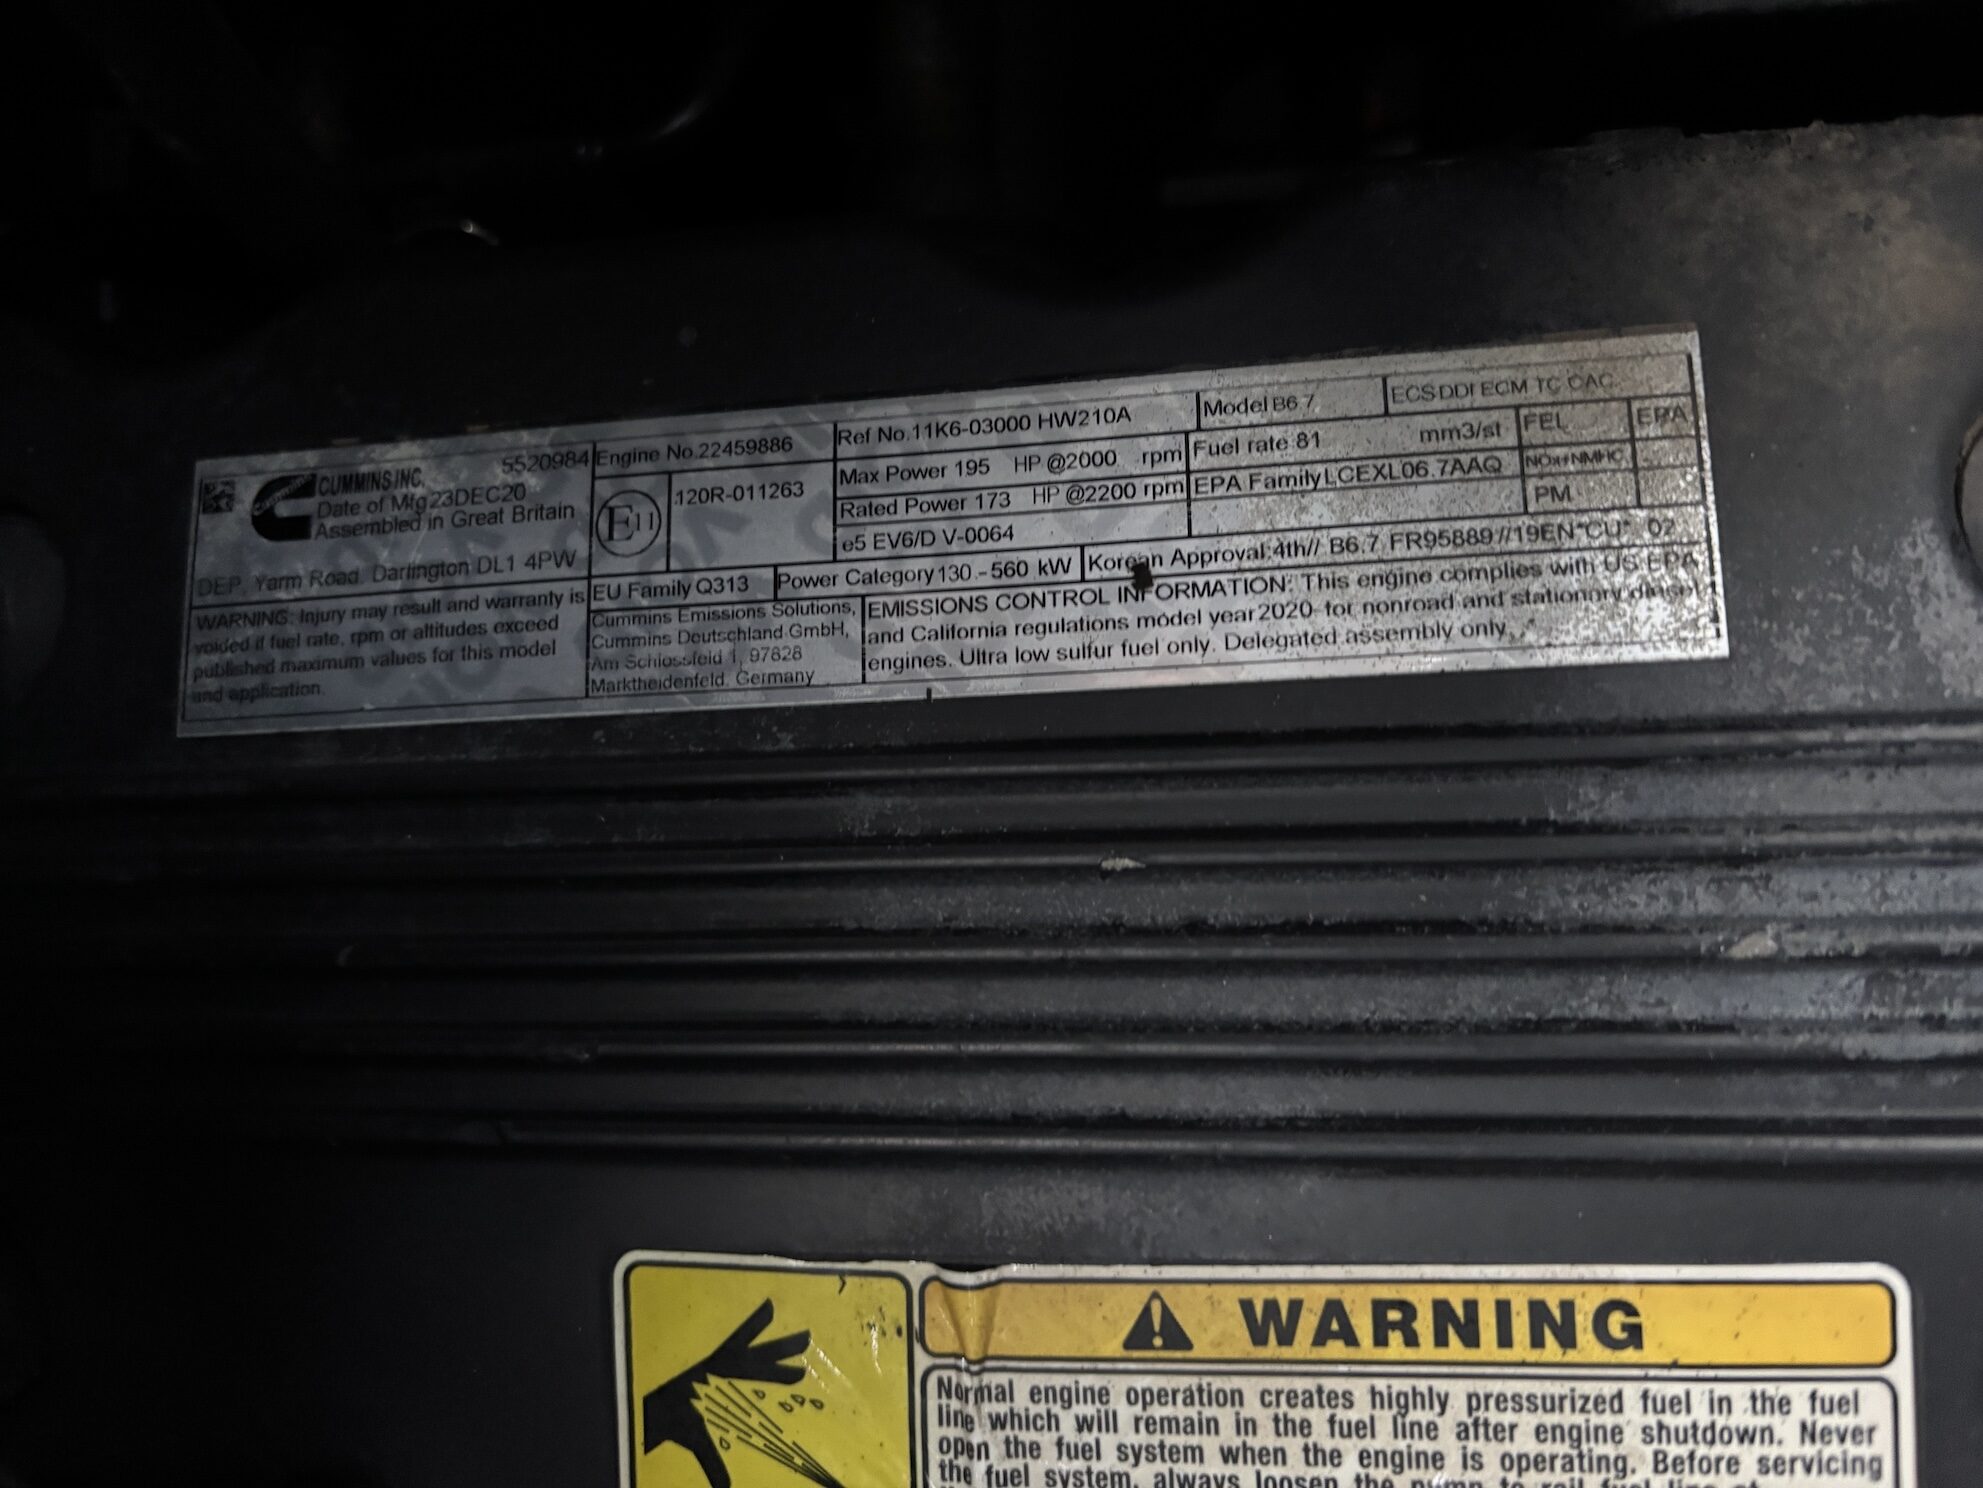 5520984
CUMMINS INC.
Date of Mfg 23DEC20
Assembled in Great Britain
DEP, Yarm Road, Darlington DL1 4PW
WARNING: Injury may result and warranty is
voided if fuel rate, rpm or altitudes exceed
published maximum values for this model
and application.
Engine No.22459886
E11
120R-011263
Ref No.11K6-03000 HW210A
Max Power 195 HP @2000 rpm
Rated Power 173 HP @2200 rpm
e5 EV6/D V-0064
Model B6.7
Fuel rate 81 mm3/st
EPA Family LCEXL06.7AAQ
ECS DDI ECM TC CAC
FEL EPA
NOx+NMHC
PM
EU Family Q313
Power Category 130 - 560 kW
Korean Approval:4th// B6.7 FR95889//19EN*CU* 02
Cummins Emissions Solutions,
Cummins Deutschland GmbH,
Am Schlossfeld 1, 97828
Marktheidenfeld, Germany
EMISSIONS CONTROL INFORMATION: This engine complies with US EPA
and California regulations model year 2020 for nonroad and stationary diesel
engines. Ultra low sulfur fuel only. Delegated assembly only.
WARNING
Normal engine operation creates highly pressurized fuel in the fuel
line which will remain in the fuel line after engine shutdown. Never
open the fuel system when the engine is operating. Before servicing
the fuel system, always loosen the pump to rail fuel line at